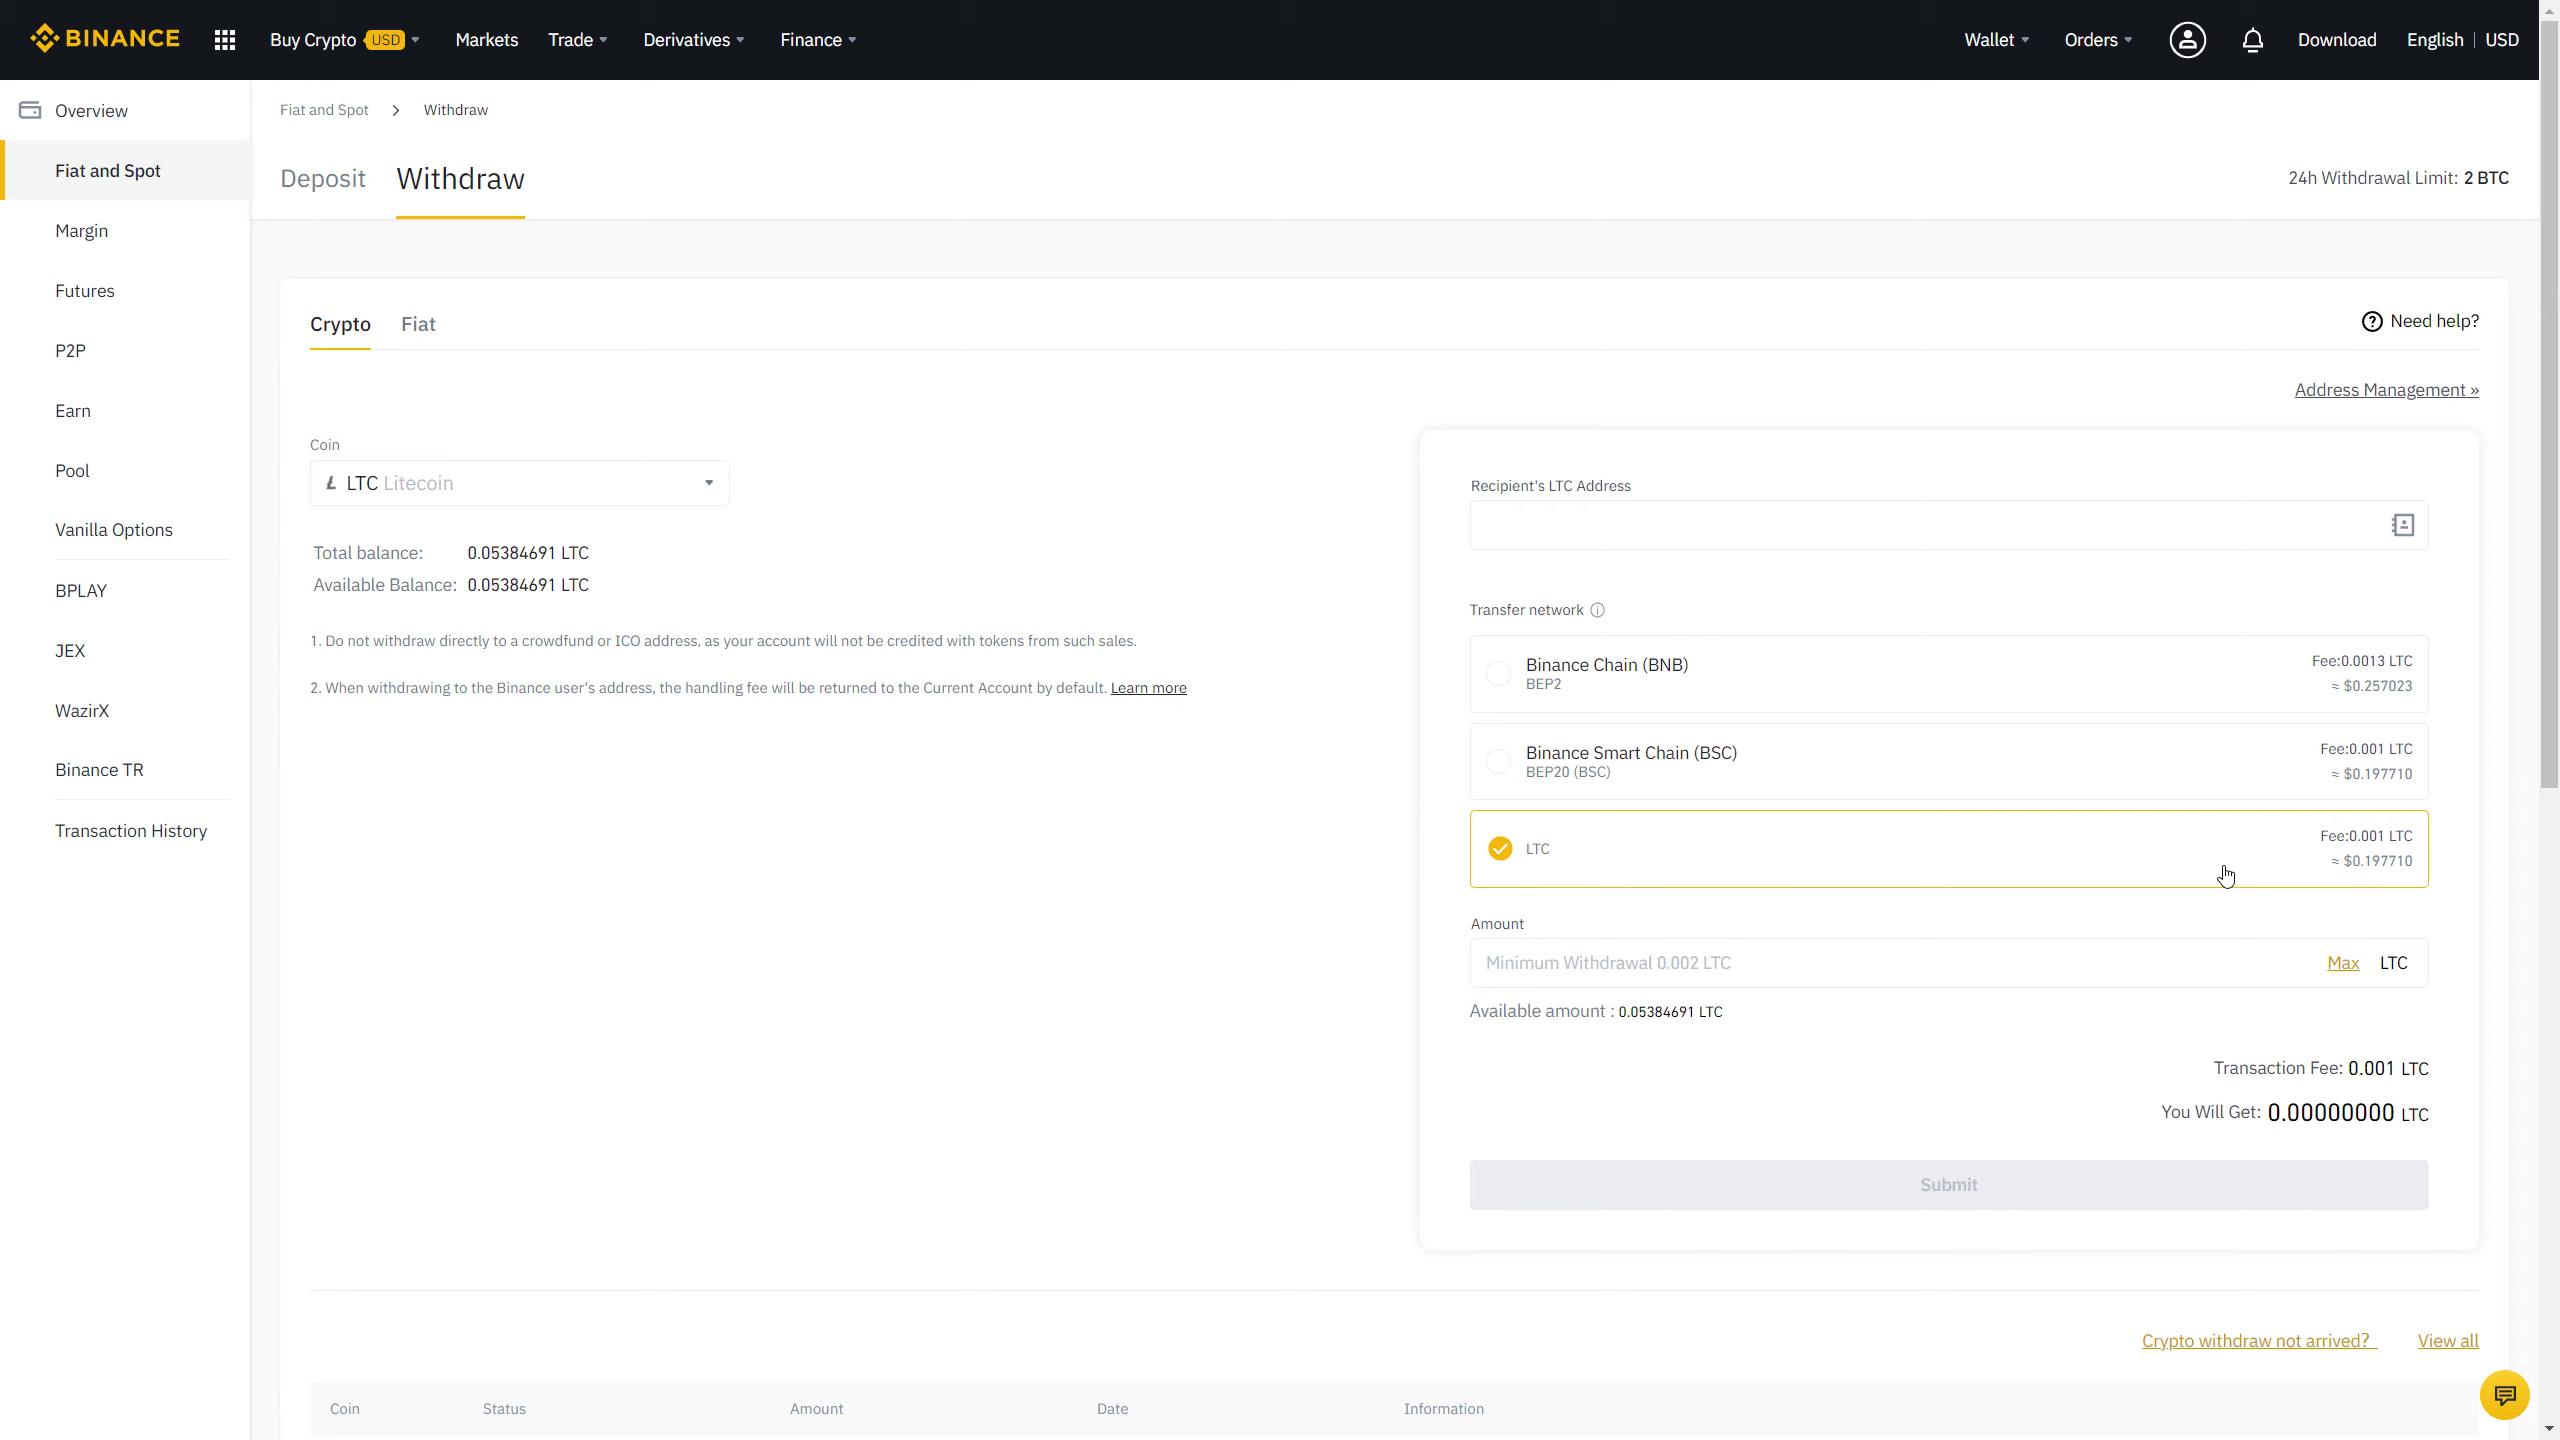 BINANCE
Buy Crypto USD Markets Trade Derivatives Finance Wallet Orders Download English | USD
Overview
Fiat and Spot
Margin
Futures
P2P
Earn
Pool
Vanilla Options
BPLAY
JEX
WazirX
Binance TR
Transaction History
Fiat and Spot > Withdraw
Deposit Withdraw
24h Withdrawal Limit: 2 BTC
Crypto Fiat
Need help?
Address Management »
Coin
LTC Litecoin
Total balance: 0.05384691 LTC
Available Balance: 0.05384691 LTC
1. Do not withdraw directly to a crowdfund or ICO address, as your account will not be credited with tokens from such sales.
2. When withdrawing to the Binance user's address, the handling fee will be returned to the Current Account by default. Learn more
Recipient's LTC Address
Transfer network
Binance Chain (BNB)
BEP2
Fee:0.0013 LTC
≈ $0.257023
Binance Smart Chain (BSC)
BEP20 (BSC)
Fee:0.001 LTC
≈ $0.197710
LTC
Fee:0.001 LTC
≈ $0.197710
Amount
Minimum Withdrawal 0.002 LTC Max LTC
Available amount : 0.05384691 LTC
Transaction Fee: 0.001 LTC
You Will Get: 0.00000000 LTC
Submit
Crypto withdraw not arrived? View all
Coin Status Amount Date Information